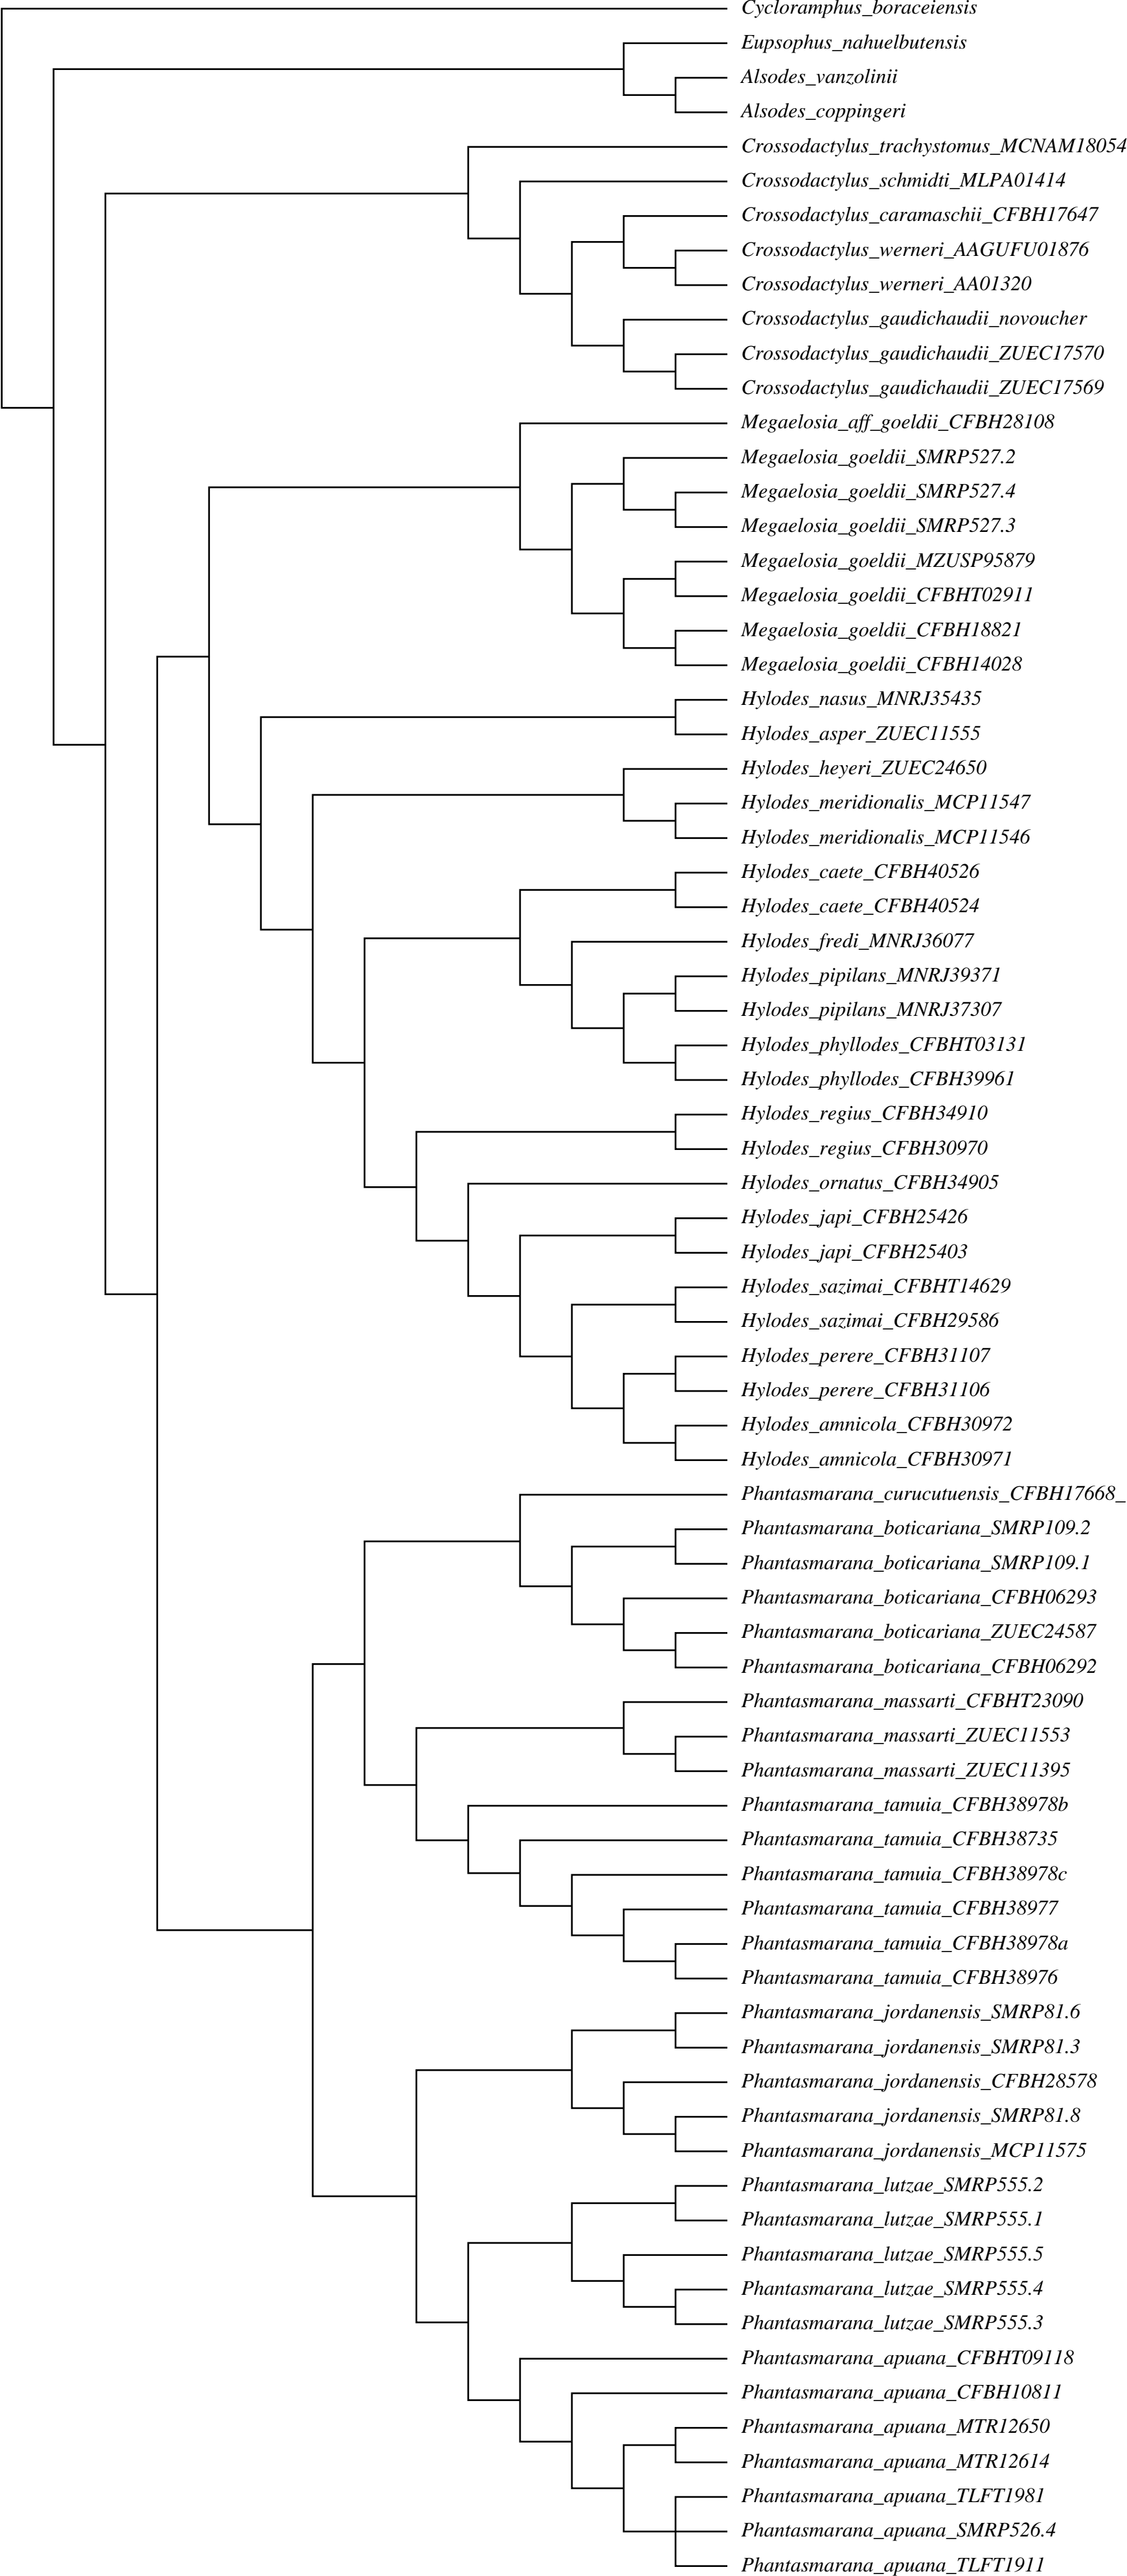 Cycloramphus_boraceiensis
Eupsophus_nahuelbutensis
Alsodes_vanzolinii
Alsodes_coppingeri
Crossodactylus_trachystomus_MCNAM18054
Crossodactylus_schmidti_MLPA01414
Crossodactylus_caramaschii_CFBH17647
Crossodactylus_werneri_AAGUFU01876
Crossodactylus_werneri_AA01320
Crossodactylus_gaudichaudii_novoucher
Crossodactylus_gaudichaudii_ZUEC17570
Crossodactylus_gaudichaudii_ZUEC17569
Megaelosia_aff_goeldii_CFBH28108
Megaelosia_goeldii_SMRP527.2
Megaelosia_goeldii_SMRP527.4
Megaelosia_goeldii_SMRP527.3
Megaelosia_goeldii_MZUSP95879
Megaelosia_goeldii_CFBHT02911
Megaelosia_goeldii_CFBH18821
Megaelosia_goeldii_CFBH14028
Hylodes_nasus_MNRJ35435
Hylodes_asper_ZUEC11555
Hylodes_heyeri_ZUEC24650
Hylodes_meridionalis_MCP11547
Hylodes_meridionalis_MCP11546
Hylodes_caete_CFBH40526
Hylodes_caete_CFBH40524
Hylodes_fredi_MNRJ36077
Hylodes_pipilans_MNRJ39371
Hylodes_pipilans_MNRJ37307
Hylodes_phyllodes_CFBHT03131
Hylodes_phyllodes_CFBH39961
Hylodes_regius_CFBH34910
Hylodes_regius_CFBH30970
Hylodes_ornatus_CFBH34905
Hylodes_japi_CFBH25426
Hylodes_japi_CFBH25403
Hylodes_sazimai_CFBHT14629
Hylodes_sazimai_CFBH29586
Hylodes_perere_CFBH31107
Hylodes_perere_CFBH31106
Hylodes_amnicola_CFBH30972
Hylodes_amnicola_CFBH30971
Phantasmarana_curucutuensis_CFBH17668_
Phantasmarana_boticariana_SMRP109.2
Phantasmarana_boticariana_SMRP109.1
Phantasmarana_boticariana_CFBH06293
Phantasmarana_boticariana_ZUEC24587
Phantasmarana_boticariana_CFBH06292
Phantasmarana_massarti_CFBHT23090
Phantasmarana_massarti_ZUEC11553
Phantasmarana_massarti_ZUEC11395
Phantasmarana_tamuia_CFBH38978b
Phantasmarana_tamuia_CFBH38735
Phantasmarana_tamuia_CFBH38978c
Phantasmarana_tamuia_CFBH38977
Phantasmarana_tamuia_CFBH38978a
Phantasmarana_tamuia_CFBH38976
Phantasmarana_jordanensis_SMRP81.6
Phantasmarana_jordanensis_SMRP81.3
Phantasmarana_jordanensis_CFBH28578
Phantasmarana_jordanensis_SMRP81.8
Phantasmarana_jordanensis_MCP11575
Phantasmarana_lutzae_SMRP555.2
Phantasmarana_lutzae_SMRP555.1
Phantasmarana_lutzae_SMRP555.5
Phantasmarana_lutzae_SMRP555.4
Phantasmarana_lutzae_SMRP555.3
Phantasmarana_apuana_CFBHT09118
Phantasmarana_apuana_CFBH10811
Phantasmarana_apuana_MTR12650
Phantasmarana_apuana_MTR12614
Phantasmarana_apuana_TLFT1981
Phantasmarana_apuana_SMRP526.4
Phantasmarana_apuana_TLFT1911